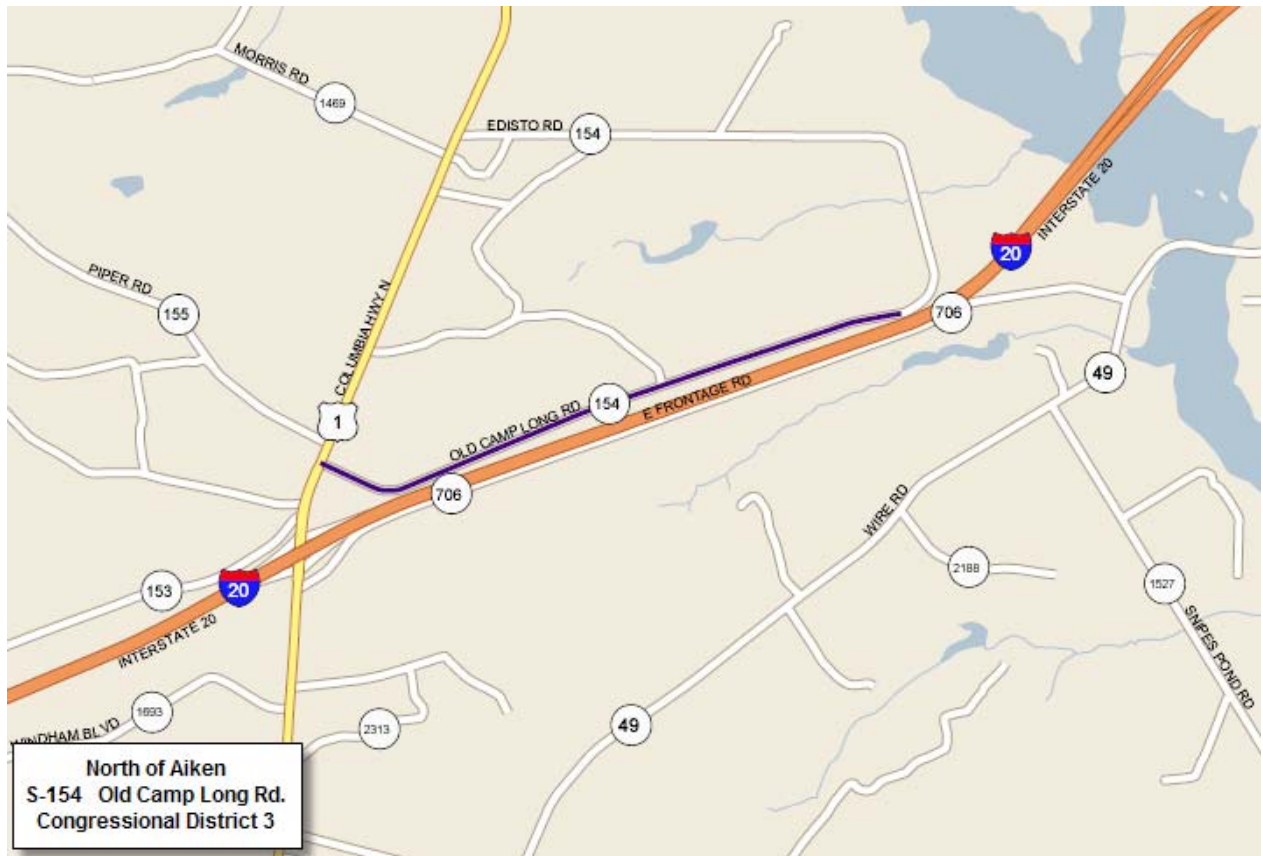 MORRIS RD
1469
EDISTO RD
154
INTERSTATE 20
20
PIPER RD
155
COLUMBIA HWY N
706
1
49
154
E FRONTAGE RD
OLD CAMP LONG RD
706
WIRE RD
2188
1527
153
20
INTERSTATE 20
SNIPES POND RD
1693
49
2313
WINDHAM BLVD
North of Aiken
S-154 Old Camp Long Rd.
Congressional District 3